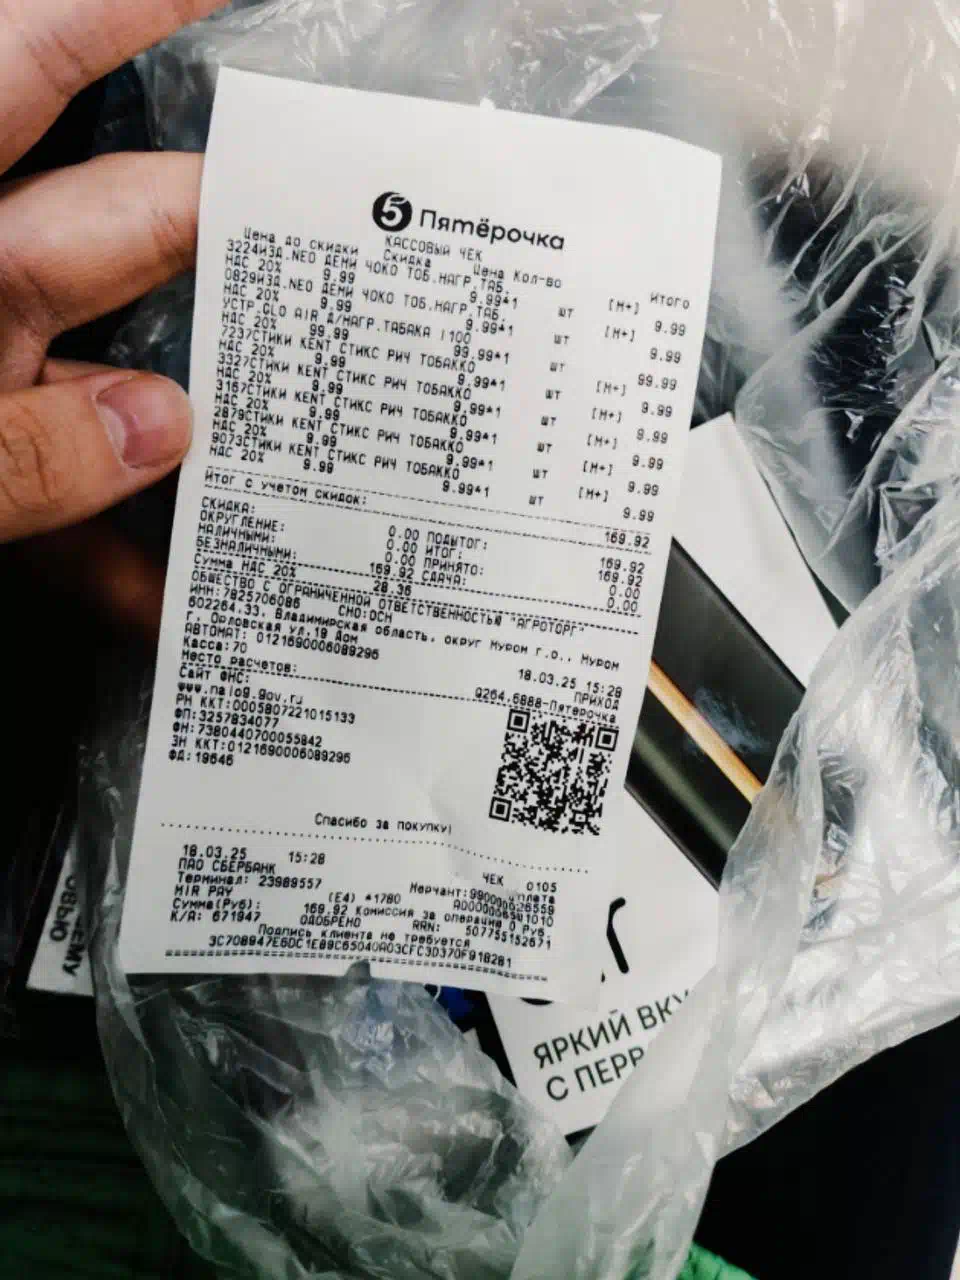 5 Пятёрочка
КАССОВЫЙ ЧЕК
Цена до скидки Скидка Цена Кол-во Итого
3224ИЗД.NEO ДЕМИ ЧОКО ТОБ.НАГР.ТАБ.
НДС 20% 9.99 9.99*1 шт [М+] 9.99
0829ИЗД.NEO ДЕМИ ЧОКО ТОБ.НАГР.ТАБ.
НДС 20% 9.99 9.99*1 шт [М+] 9.99
УСТР.GLO AIR Д/НАГР.ТАБАКА 1100
НДС 20% 99.99 99.99*1 шт 99.99
7237СТИКИ KENT СТИКС РИЧ ТОБАККО
НДС 20% 9.99 9.99*1 шт [М+] 9.99
3327СТИКИ KENT СТИКС РИЧ ТОБАККО
НДС 20% 9.99 9.99*1 шт [М+] 9.99
3167СТИКИ KENT СТИКС РИЧ ТОБАККО
НДС 20% 9.99 9.99*1 шт [М+] 9.99
2879СТИКИ KENT СТИКС РИЧ ТОБАККО
НДС 20% 9.99 9.99*1 шт [М+] 9.99
9073СТИКИ KENT СТИКС РИЧ ТОБАККО
НДС 20% 9.99 9.99*1 шт [М+] 9.99
Итог с учетом скидок: 169.92
СКИДКА: 0.00 ПОДЫТОГ: 169.92
ОКРУГЛЕНИЕ: 0.00 ИТОГ: 169.92
НАЛИЧНЫМИ: 0.00 ПРИНЯТО: 0.00
БЕЗНАЛИЧНЫМИ: 169.92 СДАЧА: 0.00
Сумма НДС 20% 28.36
ОБЩЕСТВО С ОГРАНИЧЕННОЙ ОТВЕТСТВЕННОСТЬЮ "АГРОТОРГ"
ИНН:7825706086 СНО:ОСН
602264,33, Владимирская область, округ Муром г.о., Муром
г, Орловская ул,19 Дом
АВТОМАТ: 0121690006089296 18.03.25 15:28
Касса:70 ПРИХОД
Место расчетов: Q264,6888-Пятерочка
Сайт ФНС:
www.nalog.gov.ru
РН ККТ:0005807221015133
ФП:3257834077
ФН:7380440700055842
ЗН ККТ:0121690006089296
ФД:19646
Спасибо за покупку!
18.03.25 15:28 ЧЕК 0105
ПАО СБЕРБАНК Оплата
Терминал: 23989557 Мерчант:990000626559
MIR PAY (E4) *1780 A0000006581010
Сумма(Руб): 169.92 Комиссия за операцию 0 Руб.
К/А: 671947 ОДОБРЕНО RRN: 507755152671
Подпись клиента не требуется
3C708947E6DC1E89C65040A03CFC3D370F918281
ЯРКИЙ ВКУ
С ПЕРВ